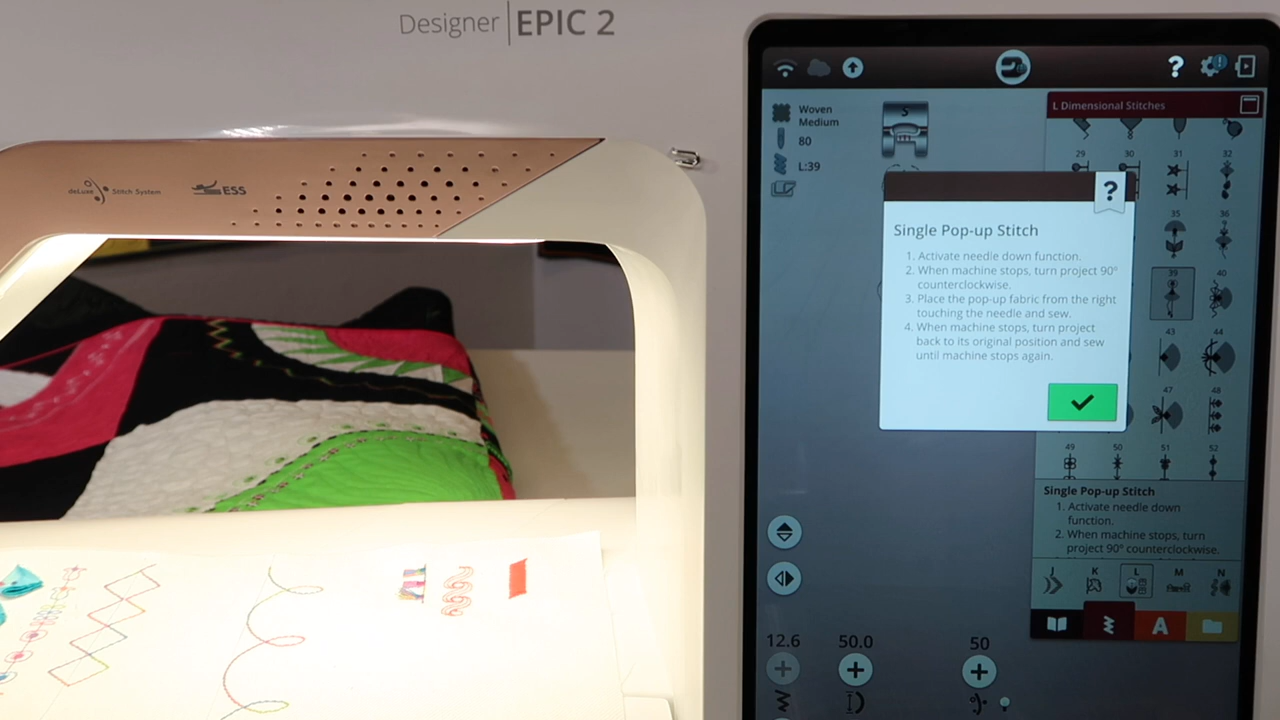 Designer | EPIC 2
deLuxe Stitch System
ESS
Woven
Medium
80
L:39
S
L Dimensional Stitches
29 30 31 32
35 36
39 40
43 44
47 48
49 50 51 52
?
Single Pop-up Stitch
1. Activate needle down function.
2. When machine stops, turn project 90°
counterclockwise.
3. Place the pop-up fabric from the right
touching the needle and sew.
4. When machine stops, turn project
back to its original position and sew
until machine stops again.
Single Pop-up Stitch
1. Activate needle down
function.
2. When machine stops, turn
project 90° counterclockwise.
J K L M N
A
12.6 50.0 50